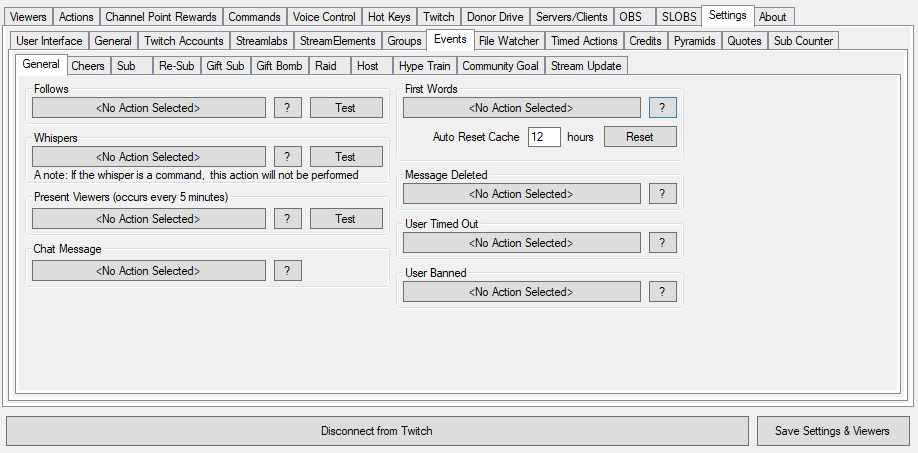 Viewers Actions Channel Point Rewards Commands Voice Control Hot Keys Twitch Donor Drive Servers/Clients OBS SLOBS Settings About
User Interface General Twitch Accounts Streamlabs StreamElements Groups Events File Watcher Timed Actions Credits Pyramids Quotes Sub Counter
General Cheers Sub Re-Sub Gift Sub Gift Bomb Raid Host Hype Train Community Goal Stream Update
Follows
<No Action Selected> ? Test
Whispers
<No Action Selected> ? Test
A note: If the whisper is a command, this action will not be performed
Present Viewers (occurs every 5 minutes)
<No Action Selected> ? Test
Chat Message
<No Action Selected> ?
First Words
<No Action Selected> ?
Auto Reset Cache 12 hours Reset
Message Deleted
<No Action Selected> ?
User Timed Out
<No Action Selected> ?
User Banned
<No Action Selected> ?
Disconnect from Twitch Save Settings & Viewers